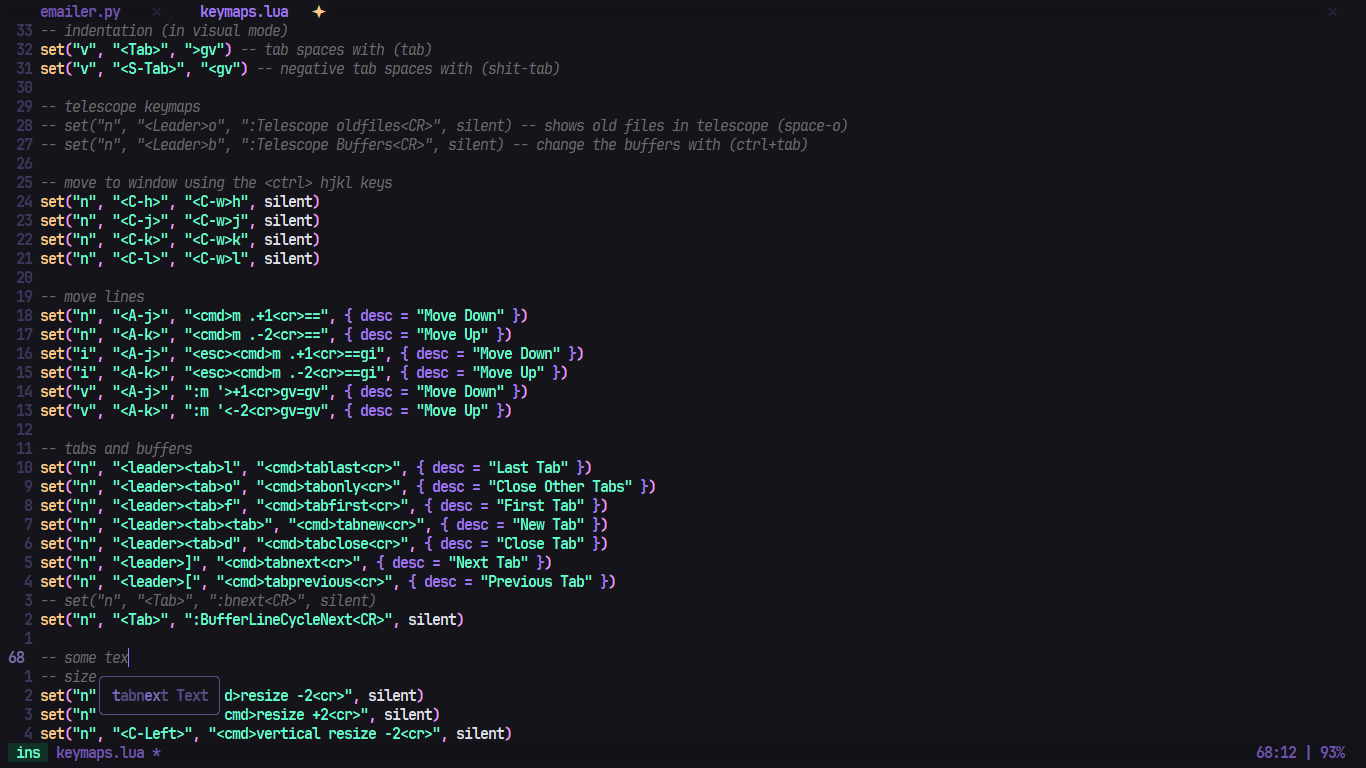 emailer.py × keymaps.lua ✦ ×
33 -- indentation (in visual mode)
32 set("v", "<Tab>", ">gv") -- tab spaces with (tab)
31 set("v", "<S-Tab>", "<gv") -- negative tab spaces with (shit-tab)
30
29 -- telescope keymaps
28 -- set("n", "<Leader>o", ":Telescope oldfiles<CR>", silent) -- shows old files in telescope (space-o)
27 -- set("n", "<Leader>b", ":Telescope Buffers<CR>", silent) -- change the buffers with (ctrl+tab)
26
25 -- move to window using the <ctrl> hjkl keys
24 set("n", "<C-h>", "<C-w>h", silent)
23 set("n", "<C-j>", "<C-w>j", silent)
22 set("n", "<C-k>", "<C-w>k", silent)
21 set("n", "<C-l>", "<C-w>l", silent)
20
19 -- move lines
18 set("n", "<A-j>", "<cmd>m .+1<cr>==", { desc = "Move Down" })
17 set("n", "<A-k>", "<cmd>m .-2<cr>==", { desc = "Move Up" })
16 set("i", "<A-j>", "<esc><cmd>m .+1<cr>==gi", { desc = "Move Down" })
15 set("i", "<A-k>", "<esc><cmd>m .-2<cr>==gi", { desc = "Move Up" })
14 set("v", "<A-j>", ":m '>+1<cr>gv=gv", { desc = "Move Down" })
13 set("v", "<A-k>", ":m '<-2<cr>gv=gv", { desc = "Move Up" })
12
11 -- tabs and buffers
10 set("n", "<leader><tab>l", "<cmd>tablast<cr>", { desc = "Last Tab" })
9 set("n", "<leader><tab>o", "<cmd>tabonly<cr>", { desc = "Close Other Tabs" })
8 set("n", "<leader><tab>f", "<cmd>tabfirst<cr>", { desc = "First Tab" })
7 set("n", "<leader><tab><tab>", "<cmd>tabnew<cr>", { desc = "New Tab" })
6 set("n", "<leader><tab>d", "<cmd>tabclose<cr>", { desc = "Close Tab" })
5 set("n", "<leader>]", "<cmd>tabnext<cr>", { desc = "Next Tab" })
4 set("n", "<leader>[", "<cmd>tabprevious<cr>", { desc = "Previous Tab" })
3 -- set("n", "<Tab>", ":bnext<CR>", silent)
2 set("n", "<Tab>", ":BufferLineCycleNext<CR>", silent)
1
68 -- some tex
1 -- size
2 set("n" tabnext Text d>resize -2<cr>", silent)
3 set("n" cmd>resize +2<cr>", silent)
4 set("n", "<C-Left>", "<cmd>vertical resize -2<cr>", silent)
ins keymaps.lua * 68:12 | 93%